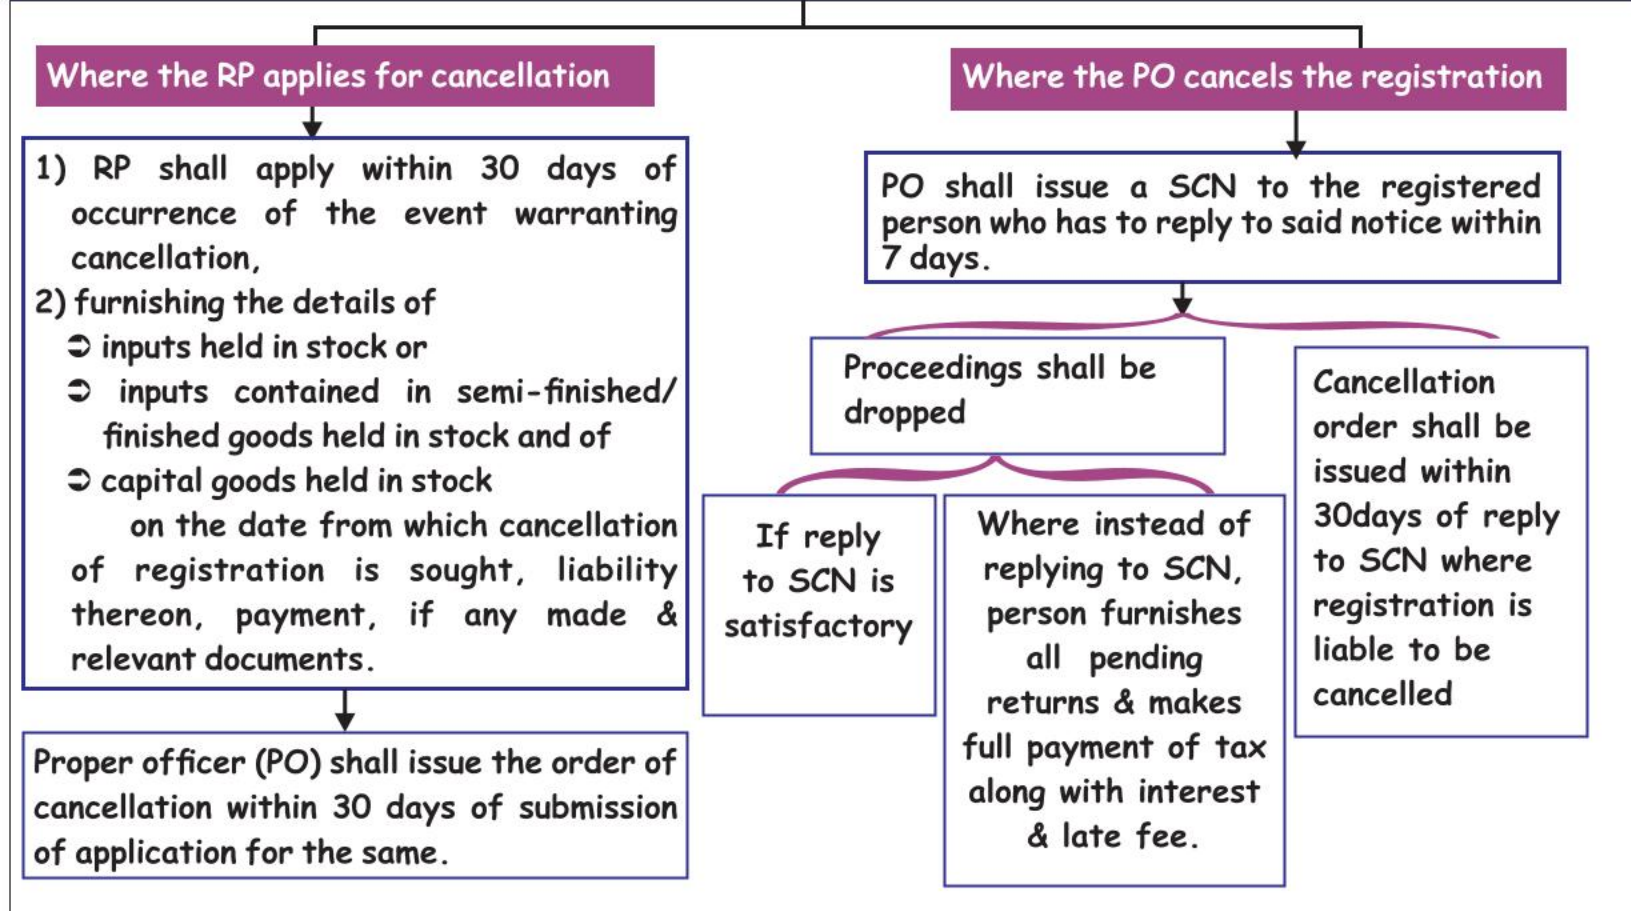 Where the RP applies for cancellation
1) RP shall apply within 30 days of
occurrence of the event warranting
cancellation,
2) furnishing the details of
➲ inputs held in stock or
➲ inputs contained in semi-finished/
finished goods held in stock and of
➲ capital goods held in stock
on the date from which cancellation
of registration is sought, liability
thereon, payment, if any made &
relevant documents.
Proper officer (PO) shall issue the order of
cancellation within 30 days of submission
of application for the same.
Where the PO cancels the registration
PO shall issue a SCN to the registered
person who has to reply to said notice within
7 days.
Proceedings shall be
dropped
If reply
to SCN is
satisfactory
Where instead of
replying to SCN,
person furnishes
all pending
returns & makes
full payment of tax
along with interest
& late fee.
Cancellation
order shall be
issued within
30days of reply
to SCN where
registration is
liable to be
cancelled